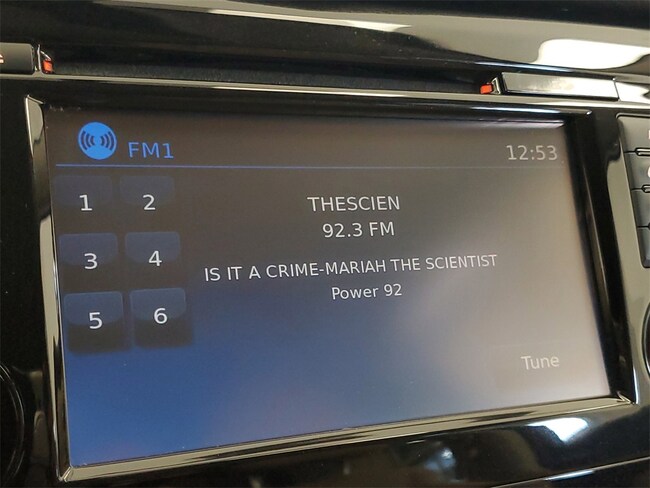 FM1
12:53
1 2
3 4
5 6
THESCIEN
92.3 FM
IS IT A CRIME-MARIAH THE SCIENTIST
Power 92
Tune